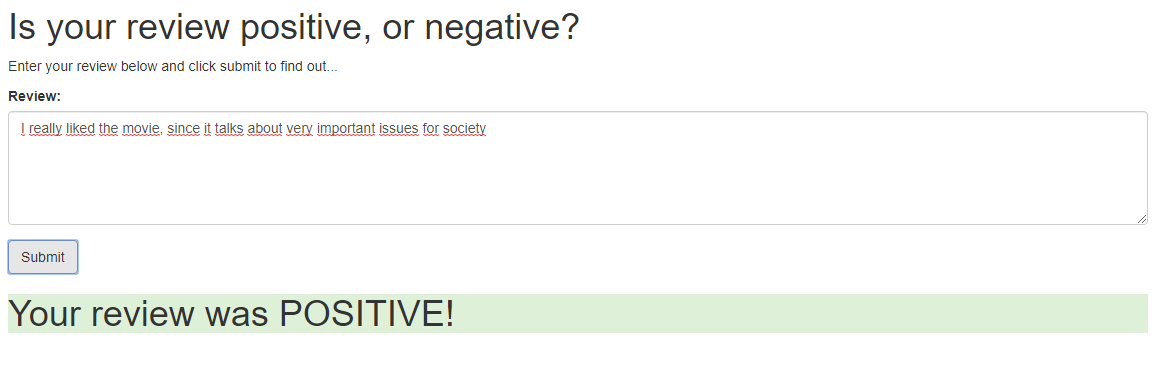 Is your review positive, or negative?
Enter your review below and click submit to find out...
Review:
I really liked the movie, since it talks about very important issues for society
Submit
Your review was POSITIVE!